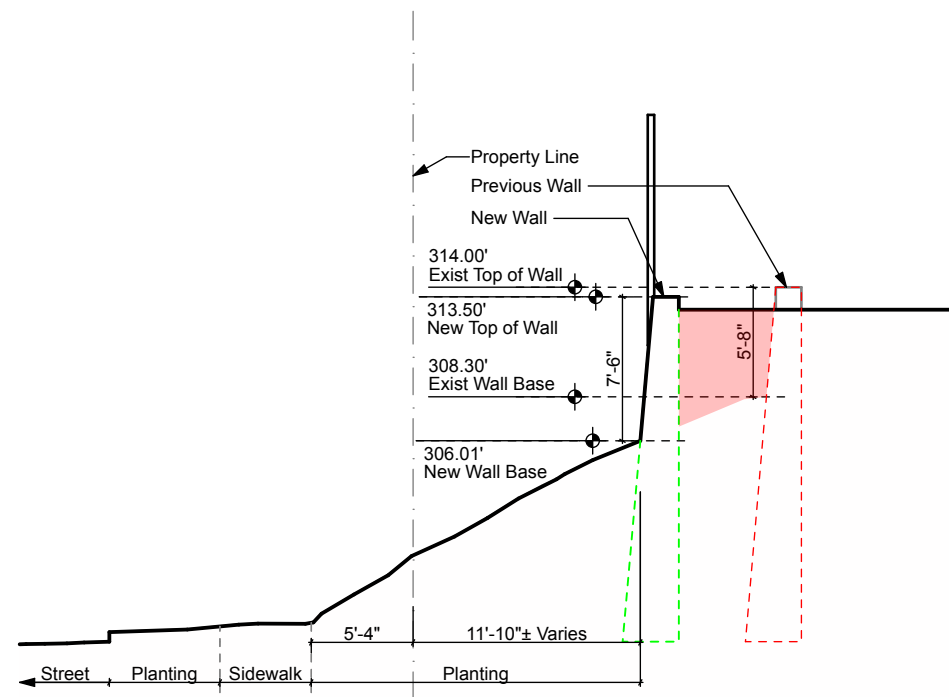 Property Line
Previous Wall
New Wall
314.00'
Exist Top of Wall
313.50'
New Top of Wall
308.30'
Exist Wall Base
306.01'
New Wall Base
7'-6"
5'-8"
5'-4"
11'-10"± Varies
Street
Planting
Sidewalk
Planting